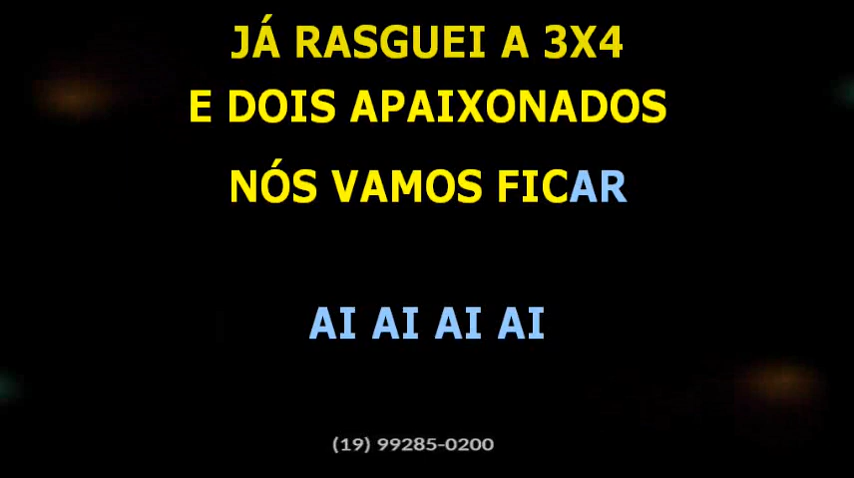 JÁ RASGUEI A 3X4
E DOIS APAIXONADOS
NÓS VAMOS FICAR
AI AI AI AI
(19) 99285-0200